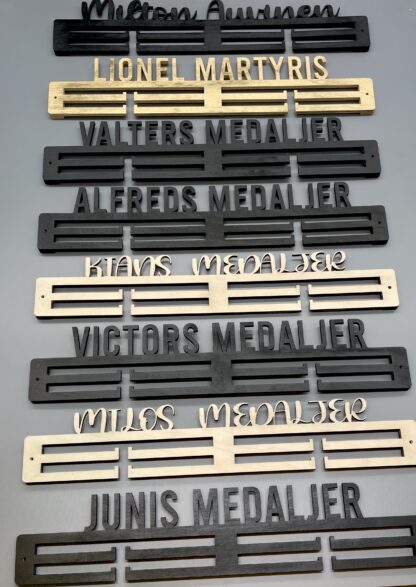 Milton Auvinen
LiONEL MARTYRIS
VALTERS MEDALJER
ALFREDS MEDALJER
KIANS MEDALJER
VICTORS MEDALJER
MILOS MEDALJER
JUNIS MEDALJER